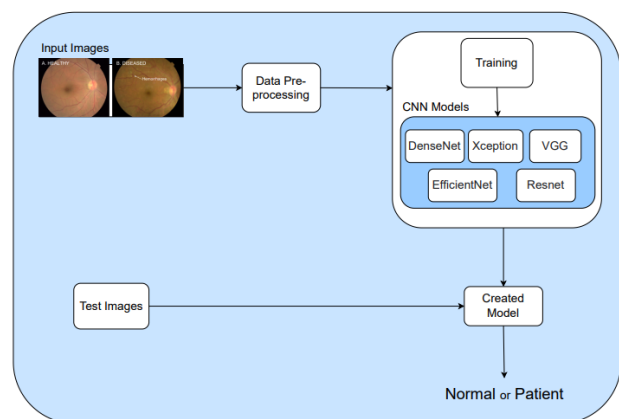 Input Images
A. HEALTHY
B. DISEASED
Hemorrhages
Data Pre-
processing
Training
CNN Models
DenseNet
Xception
VGG
EfficientNet
Resnet
Test Images
Created
Model
Normal or Patient